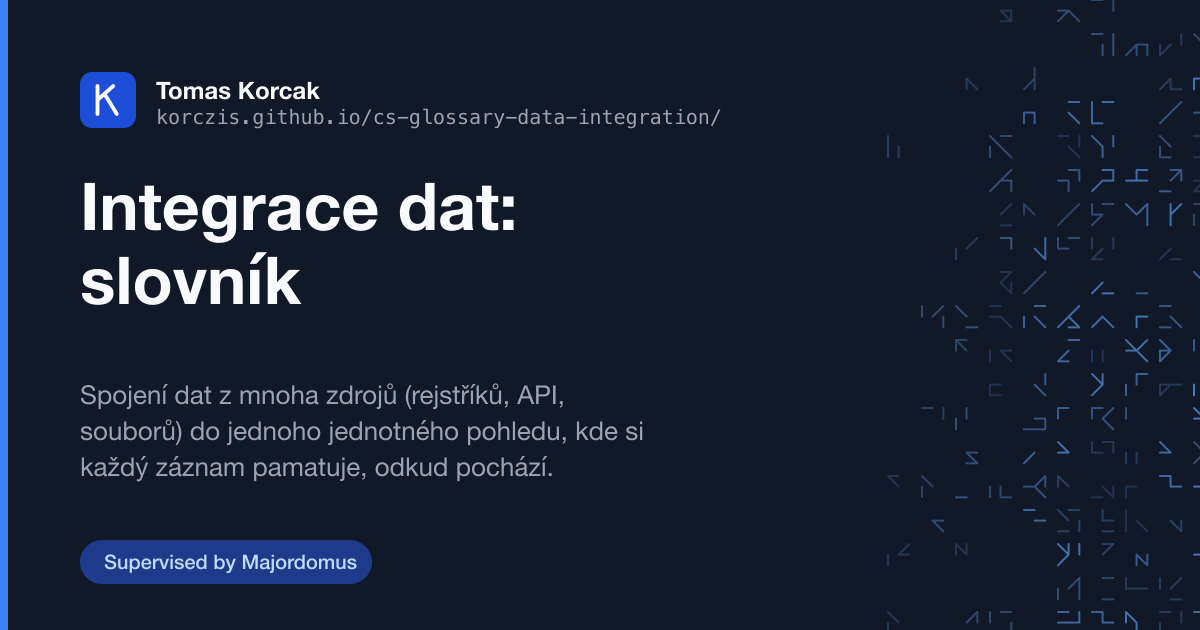 K
Tomas Korcak
korczis.github.io/cs-glossary-data-integration/
Integrace dat:
slovník
Spojení dat z mnoha zdrojů (rejstříků, API,
souborů) do jednoho jednotného pohledu, kde si
každý záznam pamatuje, odkud pochází.
Supervised by Majordomus